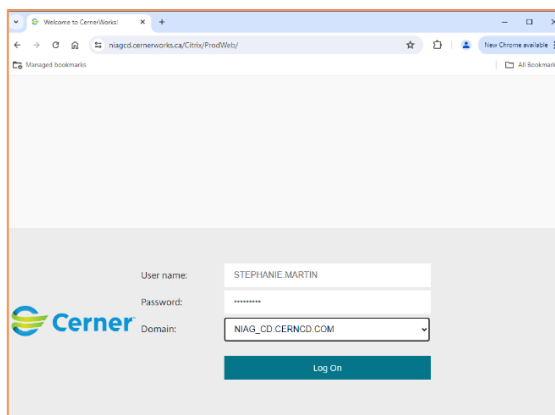 Welcome to CernerWorks!
niagcd.cernerworks.ca/Citrix/ProdWeb/
New Chrome available
Managed bookmarks
All Bookmark
User name: STEPHANIE.MARTIN
Password: •••••••••
Cerner
Domain: NIAG_CD.CERNCD.COM
Log On